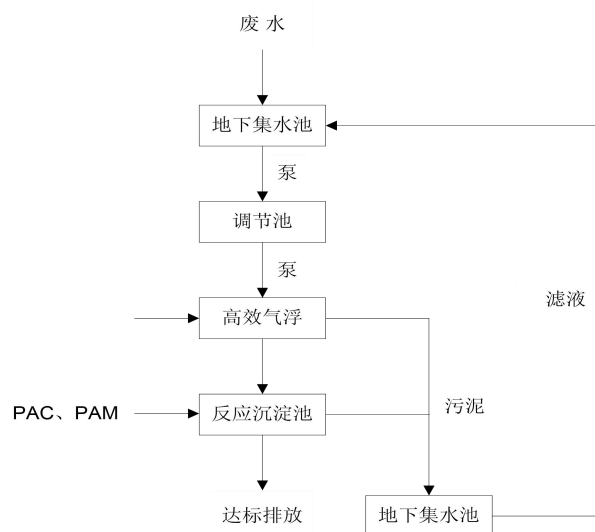 废 水
地下集水池
泵
调节池
泵
高效气浮
滤液
PAC、PAM
反应沉淀池
污泥
达标排放
地下集水池